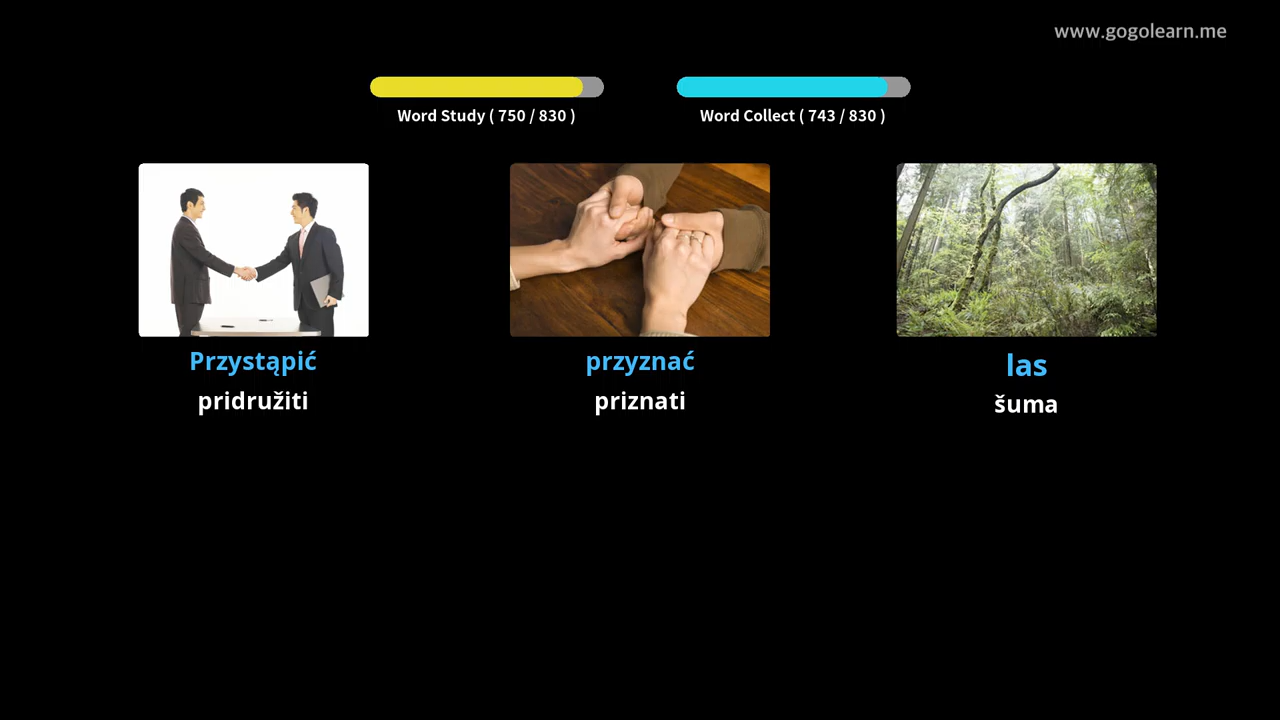 www.gogolearn.me
Word Study ( 750 / 830 )
Word Collect ( 743 / 830 )
Przystąpić
pridružiti
przyznać
priznati
las
šuma